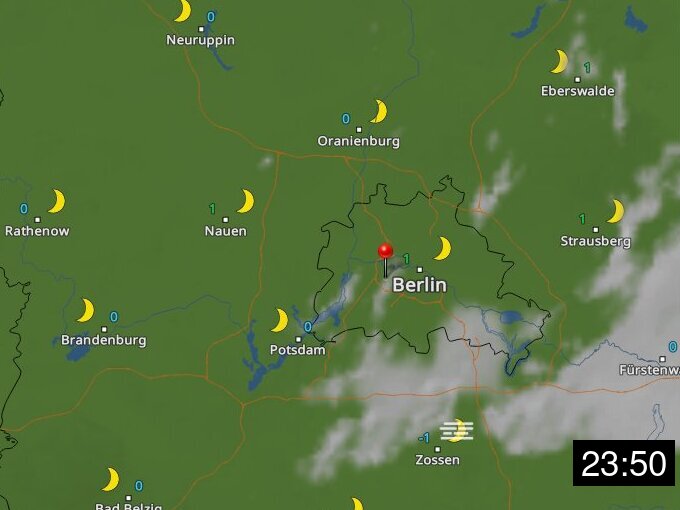 0
Neuruppin
1
Eberswalde
0
Oranienburg
0
Rathenow
1
Nauen
1
Strausberg
1
Berlin
0
Brandenburg
0
Potsdam
0
Fürstenwa
-1
Zossen
23:50
0
Bad Belzig